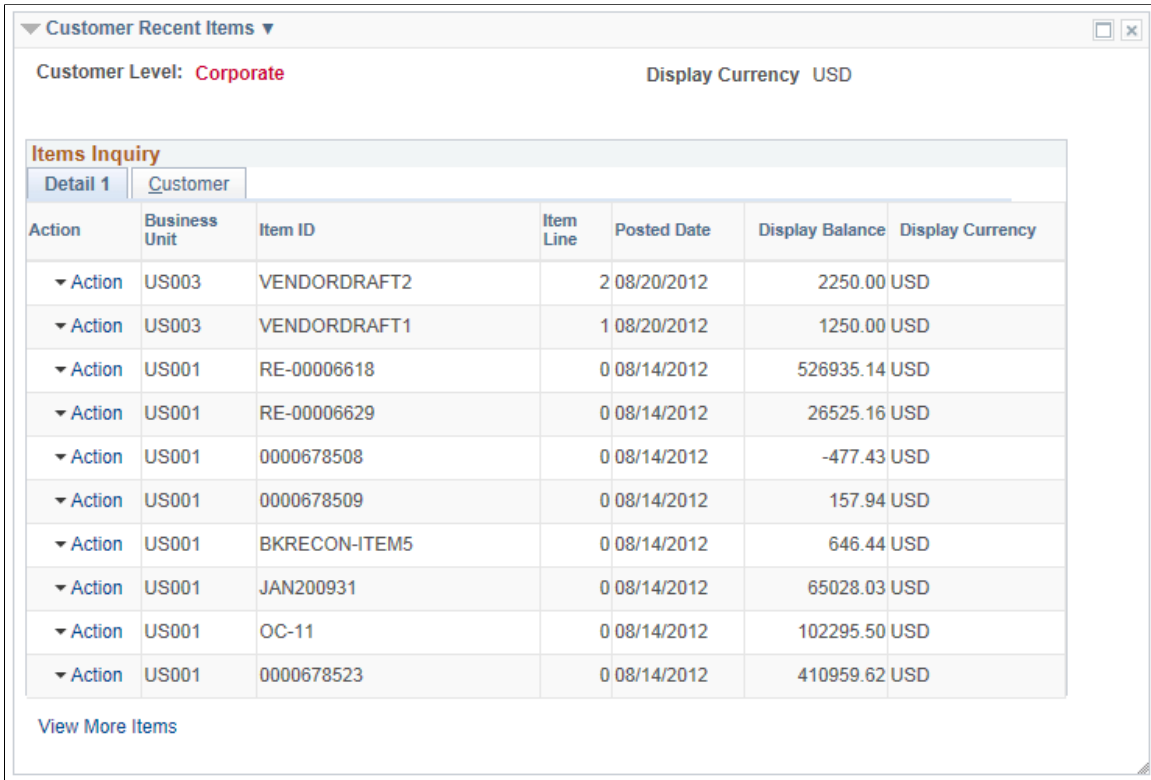 Customer Recent Items ▼
Customer Level: Corporate Display Currency USD
Items Inquiry
Detail 1 Customer
Action Business Unit Item ID Item Line Posted Date Display Balance Display Currency
Action US003 VENDORDRAFT2 2 08/20/2012 2250.00 USD
Action US003 VENDORDRAFT1 1 08/20/2012 1250.00 USD
Action US001 RE-00006618 0 08/14/2012 526935.14 USD
Action US001 RE-00006629 0 08/14/2012 26525.16 USD
Action US001 0000678508 0 08/14/2012 -477.43 USD
Action US001 0000678509 0 08/14/2012 157.94 USD
Action US001 BKRECON-ITEM5 0 08/14/2012 646.44 USD
Action US001 JAN200931 0 08/14/2012 65028.03 USD
Action US001 OC-11 0 08/14/2012 102295.50 USD
Action US001 0000678523 0 08/14/2012 410959.62 USD
View More Items